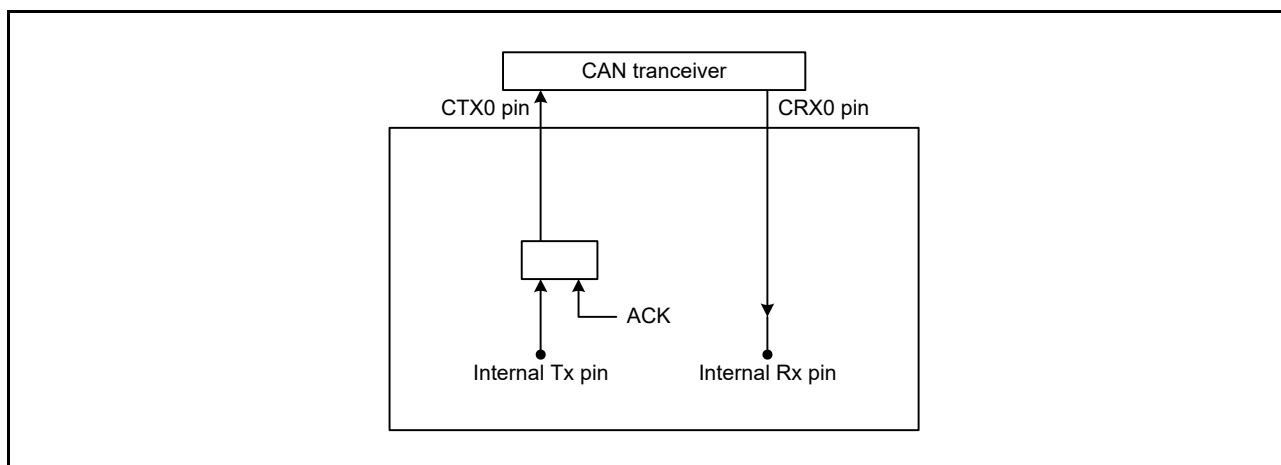 CAN tranceiver
CTX0 pin
CRX0 pin
ACK
Internal Tx pin
Internal Rx pin